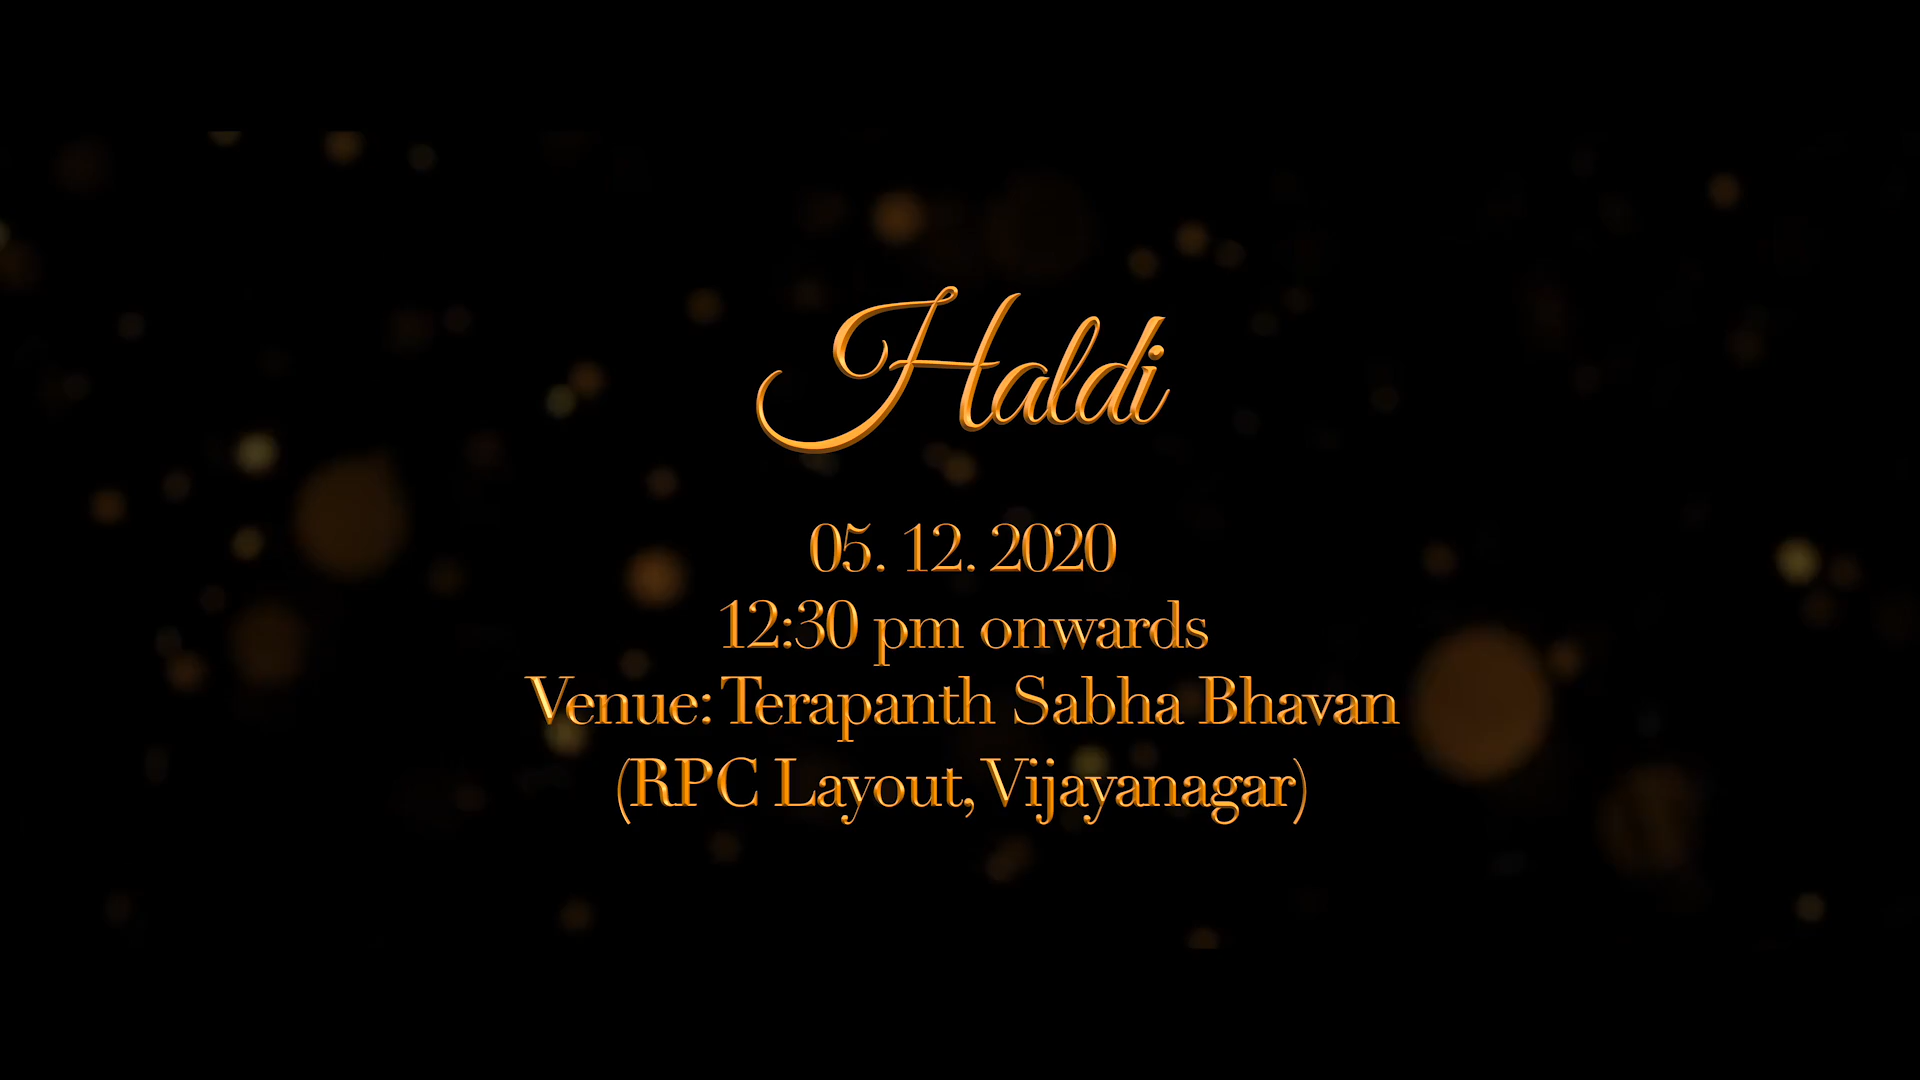 Haldi
05. 12. 2020
12:30 pm onwards
Venue: Terapanth Sabha Bhavan
(RPC Layout, Vijayanagar)